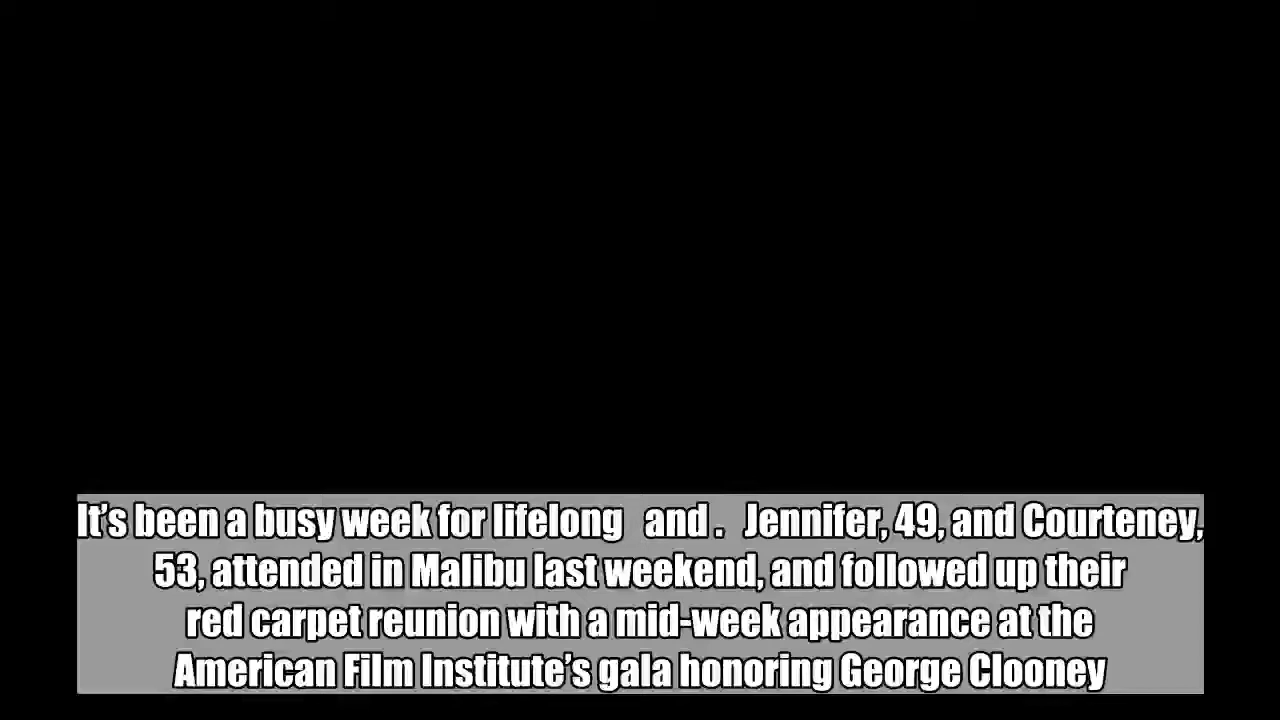 It’s been a busy week for lifelong   and .   Jennifer, 49, and Courteney,
53, attended in Malibu last weekend, and followed up their
red carpet reunion with a mid-week appearance at the
American Film Institute’s gala honoring George Clooney